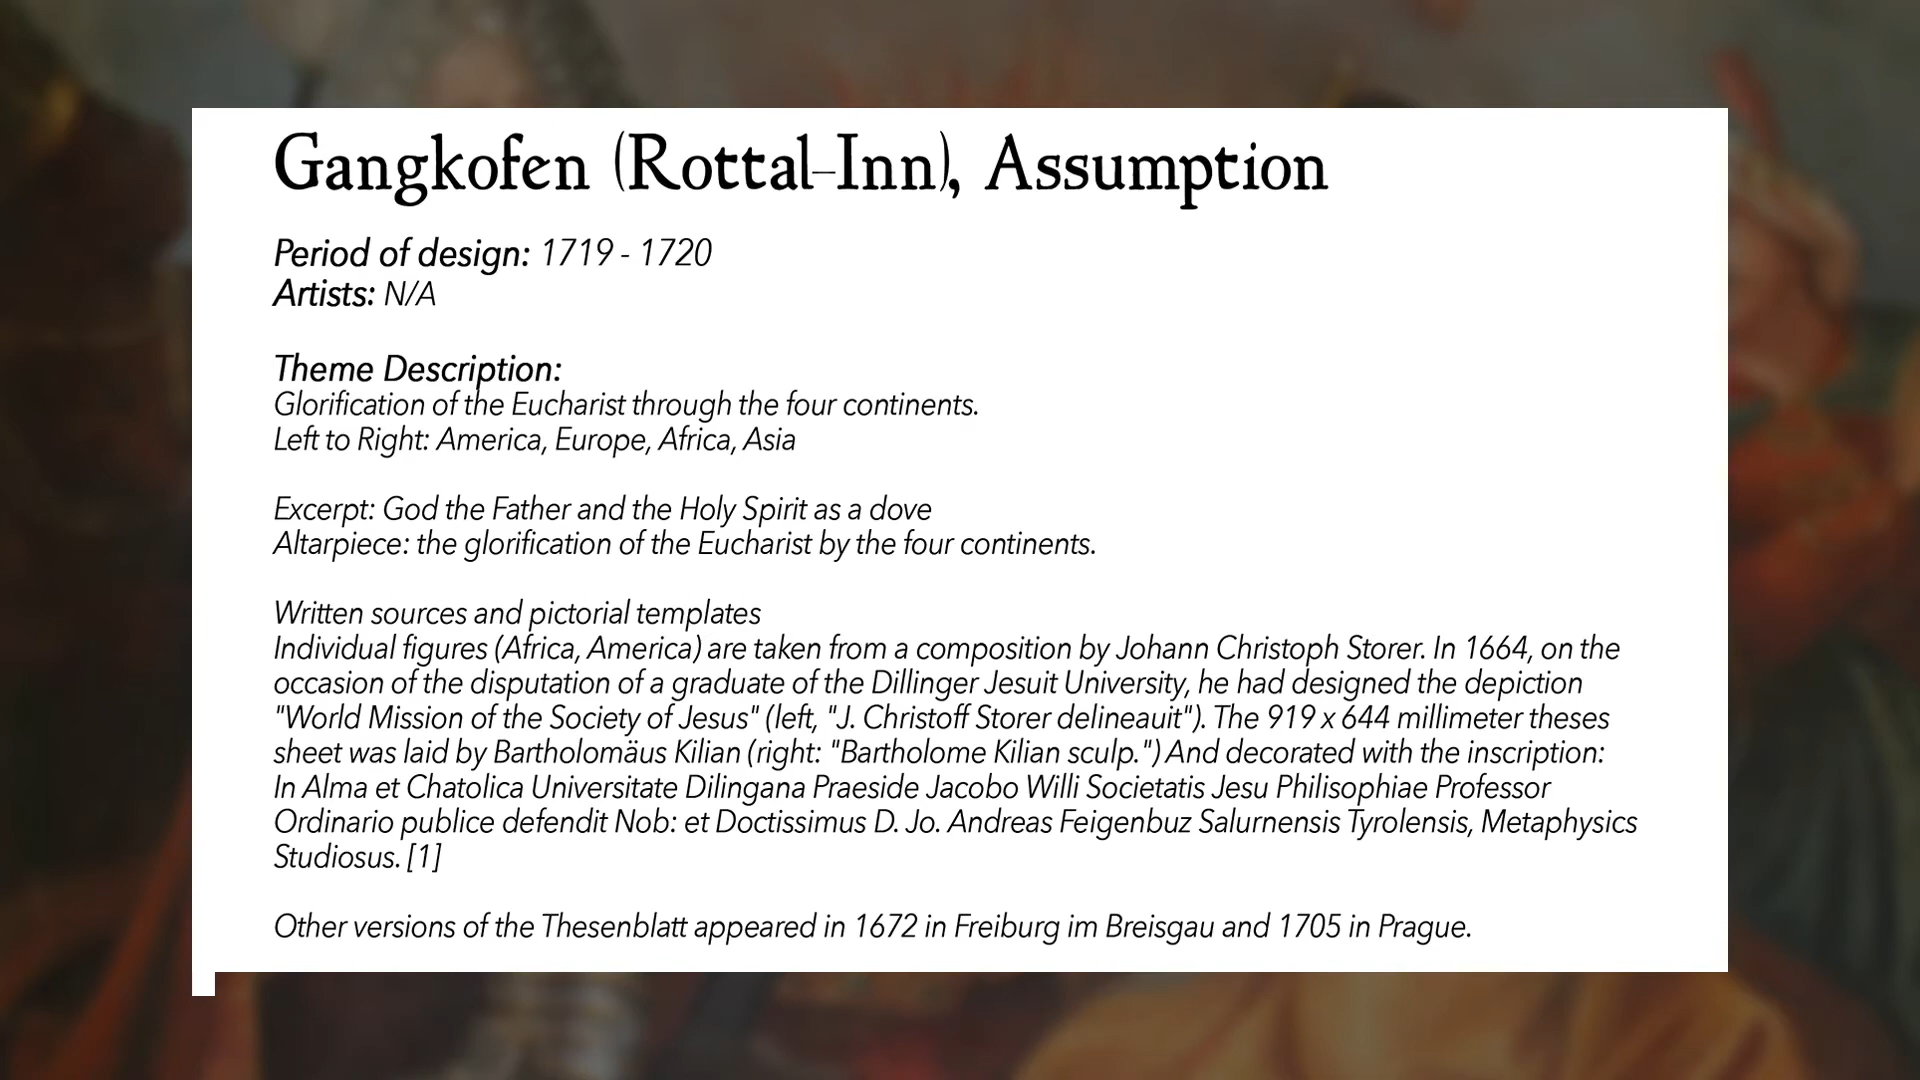 Gangkofen (Rottal-Inn), Assumption
Period of design: 1719 - 1720
Artists: N/A
Theme Description:
Glorification of the Eucharist through the four continents.
Left to Right: America, Europe, Africa, Asia
Excerpt: God the Father and the Holy Spirit as a dove
Altarpiece: the glorification of the Eucharist by the four continents.
Written sources and pictorial templates
Individual figures (Africa, America) are taken from a composition by Johann Christoph Storer. In 1664, on the
occasion of the disputation of a graduate of the Dillinger Jesuit University, he had designed the depiction
"World Mission of the Society of Jesus" (left, "J. Christoff Storer delineauit"). The 919 x 644 millimeter theses
sheet was laid by Bartholomäus Kilian (right: "Bartholome Kilian sculp.") And decorated with the inscription:
In Alma et Chatolica Universitate Dilingana Praeside Jacobo Willi Societatis Jesu Philisophiae Professor
Ordinario publice defendit Nob: et Doctissimus D. Jo. Andreas Feigenbuz Salurnensis Tyrolensis, Metaphysics
Studiosus. [1]
Other versions of the Thesenblatt appeared in 1672 in Freiburg im Breisgau and 1705 in Prague.